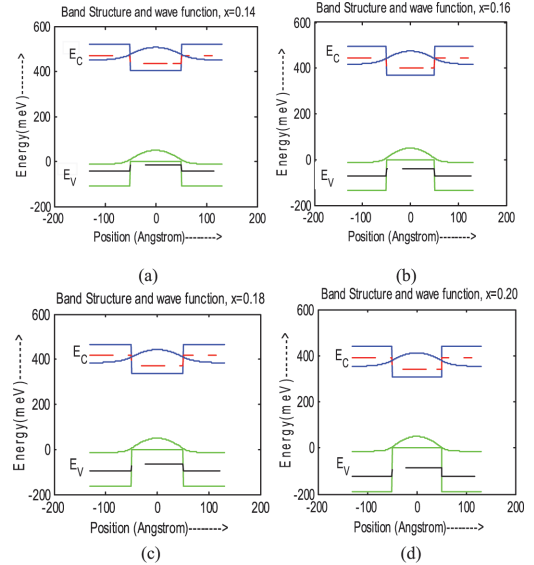 Band Structure and wave function, x=0.14
600
400
200
0
-200
-200 -100 0 100 200
Energy(meV)------->
Position (Angstrom)-------->
E_C
E_V
(a)
Band Structure and wave function, x=0.16
600
400
200
0
-200
-200 -100 0 100 200
Energy(meV)------->
Position (Angstrom)-------->
E_C
E_V
(b)
Band Structure and wave function, x=0.18
600
400
200
0
-200
-200 -100 0 100 200
Energy(meV)------->
Position (Angstrom)-------->
E_C
E_V
(c)
Band Structure and wave function, x=0.20
600
400
200
0
-200
-200 -100 0 100 200
Energy(meV)------->
Position (Angstrom)-------->
E_C
E_V
(d)